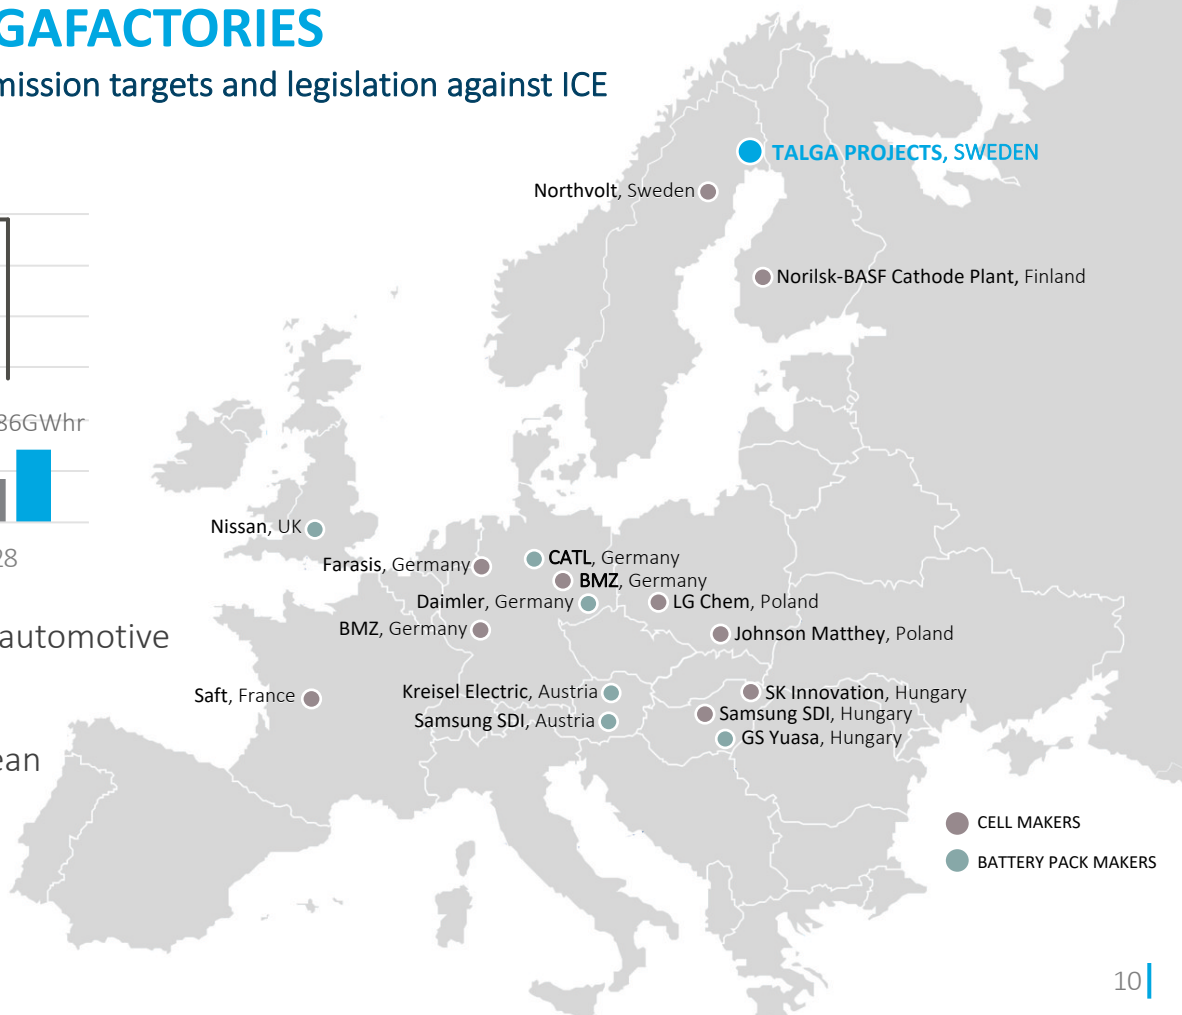 GAFACTORIES
mission targets and legislation against ICE
TALGA PROJECTS, SWEDEN
Northvolt, Sweden
Norilsk-BASF Cathode Plant, Finland
86GWhr
28
Nissan, UK
CATL, Germany
Farasis, Germany
BMZ, Germany
Daimler, Germany
LG Chem, Poland
BMZ, Germany
Johnson Matthey, Poland
automotive
Kreisel Electric, Austria
SK Innovation, Hungary
Saft, France
Samsung SDI, Austria
Samsung SDI, Hungary
GS Yuasa, Hungary
ean
CELL MAKERS
BATTERY PACK MAKERS
10